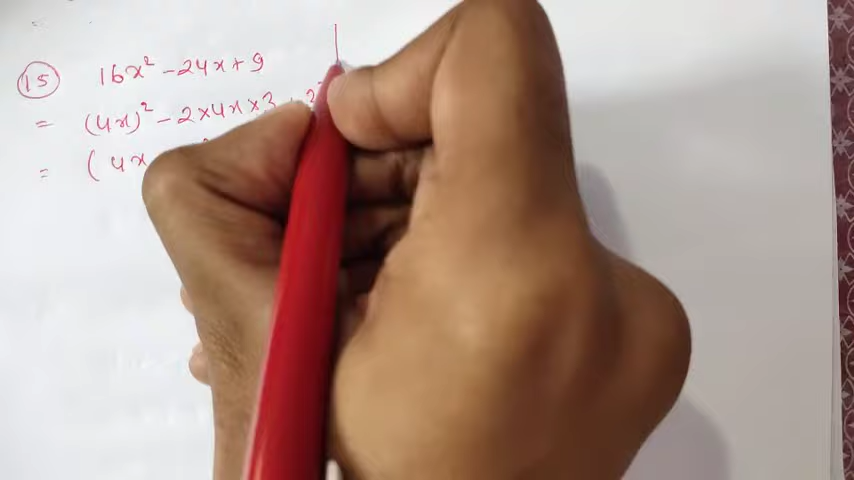 15 16x² - 24x + 9
= (4x)² - 2×4x×3 +
= (4x